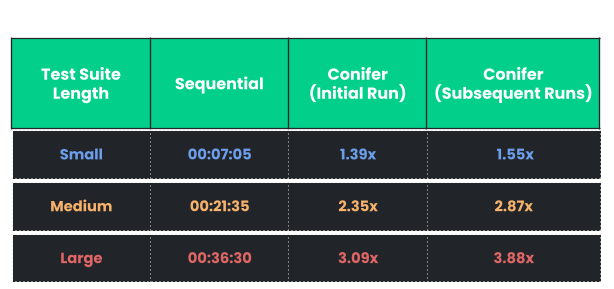 Test Suite
Length
Sequential
Conifer
(Initial Run)
Conifer
(Subsequent Runs)
Small
00:07:05
1.39x
1.55x
Medium
00:21:35
2.35x
2.87x
Large
00:36:30
3.09x
3.88x